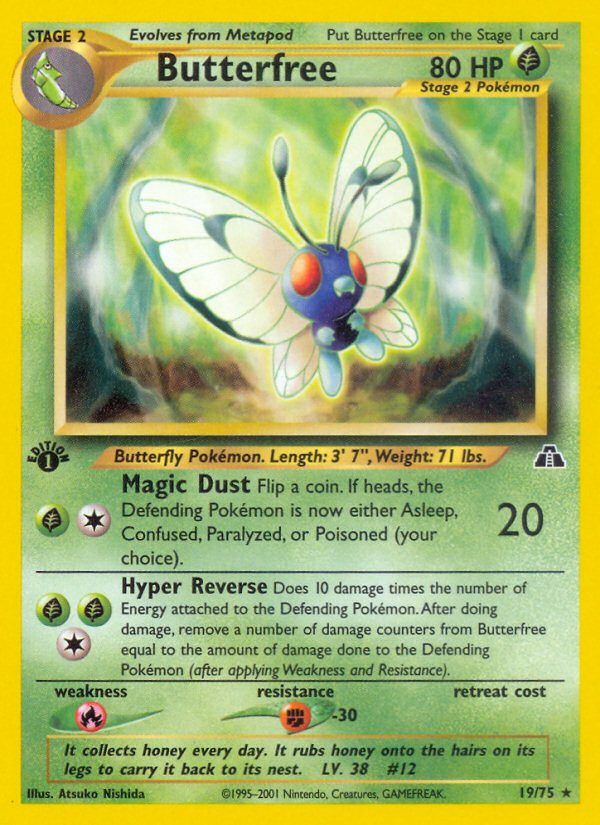 STAGE 2 Evolves from Metapod Put Butterfree on the Stage 1 card
Butterfree 80 HP
Stage 2 Pokémon
EDITION
1
Butterfly Pokémon. Length: 3' 7", Weight: 71 lbs.
Magic Dust Flip a coin. If heads, the
Defending Pokémon is now either Asleep,
Confused, Paralyzed, or Poisoned (your
choice).
20
Hyper Reverse Does 10 damage times the number of
Energy attached to the Defending Pokémon. After doing
damage, remove a number of damage counters from Butterfree
equal to the amount of damage done to the Defending
Pokémon (after applying Weakness and Resistance).
weakness resistance retreat cost
-30
It collects honey every day. It rubs honey onto the hairs on its
legs to carry it back to its nest. LV. 38 #12
Illus. Atsuko Nishida ©1995-2001 Nintendo, Creatures, GAMEFREAK. 19/75 ★